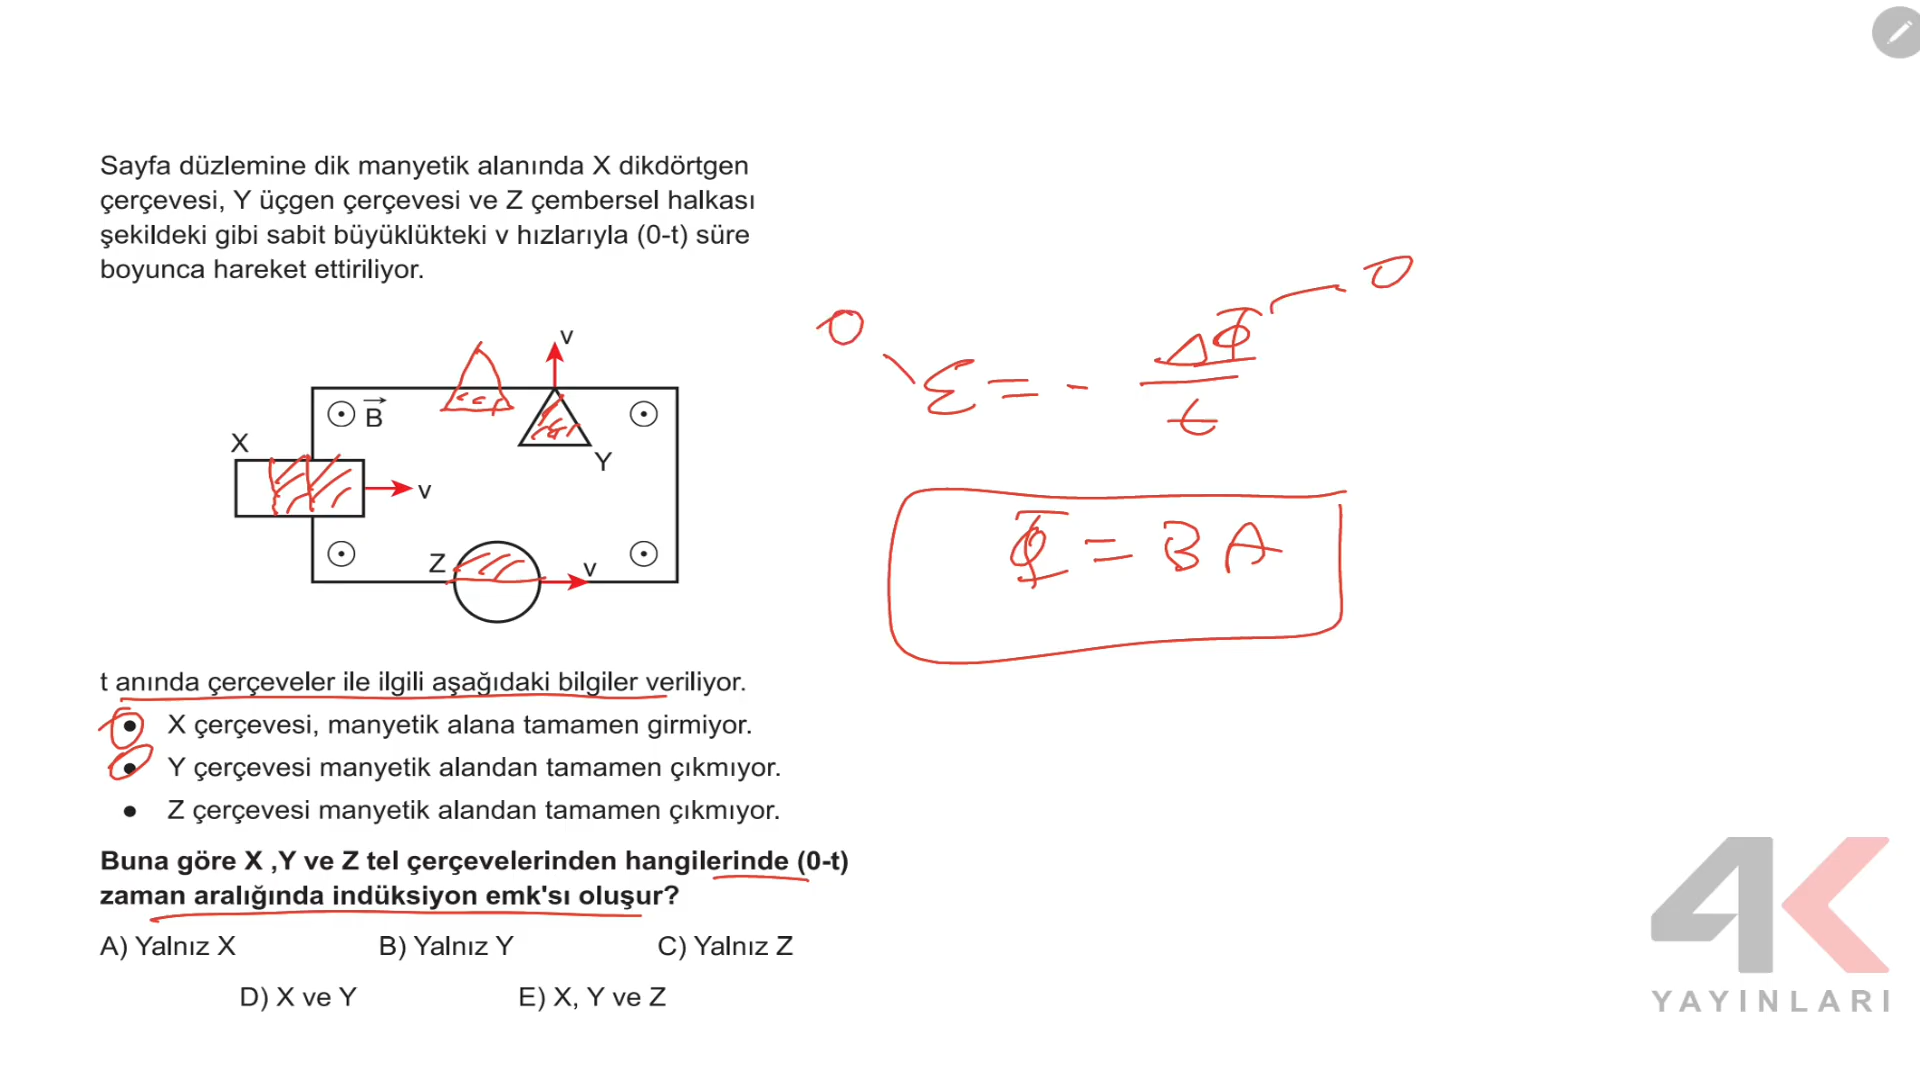 Sayfa düzlemine dik manyetik alanında X dikdörtgen
çerçevesi, Y üçgen çerçevesi ve Z çembersel halkası
şekildeki gibi sabit büyüklükteki v hızlarıyla (0-t) süre
boyunca hareket ettiriliyor.
v
B
X
Y
v
Z
v
0
ε = - ΔΦ / t
0
Φ = B A
t anında çerçeveler ile ilgili aşağıdaki bilgiler veriliyor.
• X çerçevesi, manyetik alana tamamen girmiyor.
• Y çerçevesi manyetik alandan tamamen çıkmıyor.
• Z çerçevesi manyetik alandan tamamen çıkmıyor.
Buna göre X ,Y ve Z tel çerçevelerinden hangilerinde (0-t)
zaman aralığında indüksiyon emk'sı oluşur?
A) Yalnız X B) Yalnız Y C) Yalnız Z
D) X ve Y E) X, Y ve Z
4K
YAYINLARI